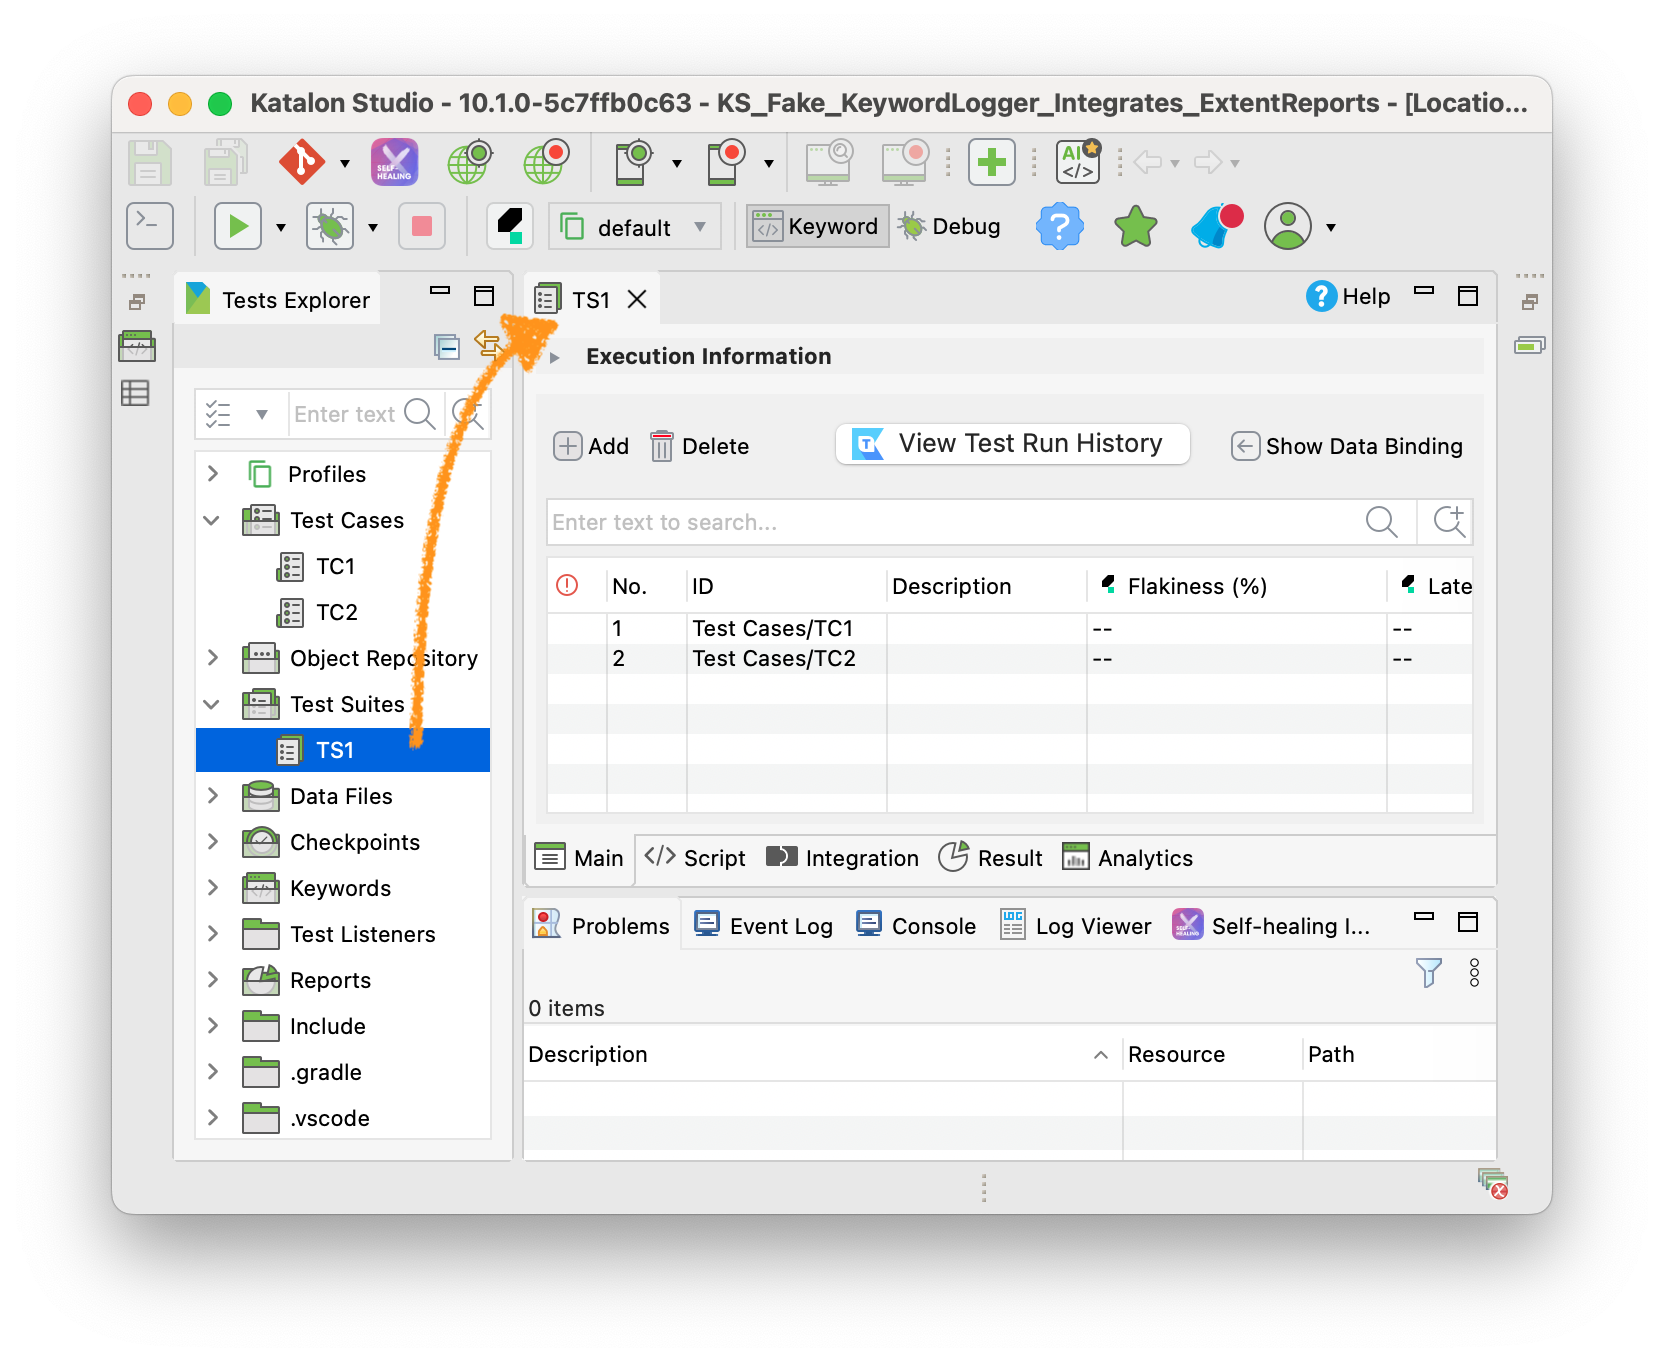 Katalon Studio - 10.1.0-5c7ffb0c63 - KS_Fake_KeywordLogger_Integrates_ExtentReports - [Locatio...
SELF-HEALING
AI
</>
default
Keyword
Debug
Tests Explorer
TS1
Help
Execution Information
Enter text
Add
Delete
View Test Run History
Show Data Binding
Enter text to search...
No.
ID
Description
Flakiness (%)
Late
1
Test Cases/TC1
--
--
2
Test Cases/TC2
--
--
Profiles
Test Cases
TC1
TC2
Object Repository
Test Suites
TS1
Data Files
Checkpoints
Keywords
Test Listeners
Reports
Include
.gradle
.vscode
Main
Script
Integration
Result
Analytics
Problems
Event Log
Console
Log Viewer
Self-healing I...
0 items
Description
Resource
Path